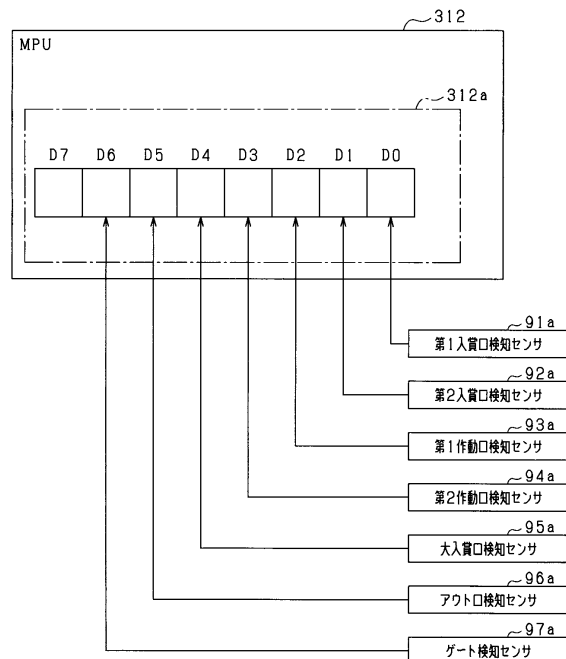 312
MPU
312a
D7 D6 D5 D4 D3 D2 D1 D0
91a
第1入賞口検知センサ
92a
第2入賞口検知センサ
93a
第1作動口検知センサ
94a
第2作動口検知センサ
95a
大入賞口検知センサ
96a
アウト口検知センサ
97a
ゲート検知センサ